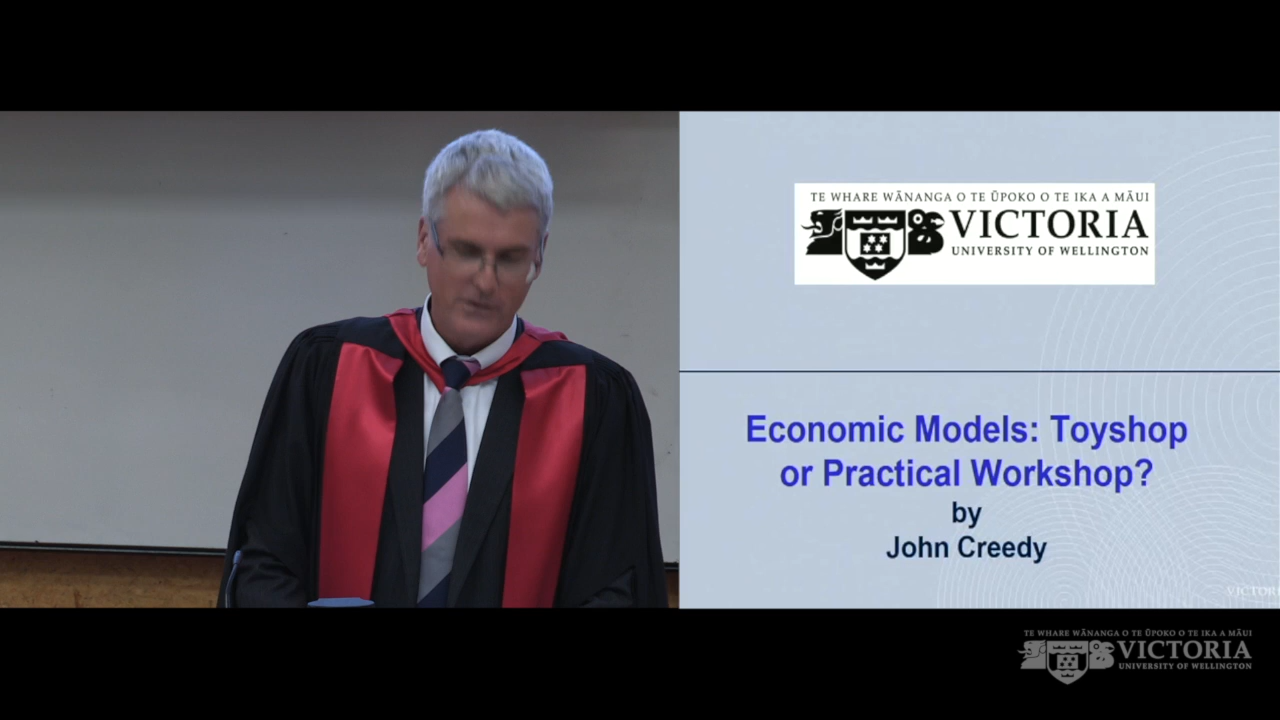 TE WHARE WĀNANGA O TE ŪPOKO O TE IKA A MĀUI
VICTORIA
UNIVERSITY OF WELLINGTON
Economic Models: Toyshop
or Practical Workshop?
by
John Creedy
TE WHARE WĀNANGA O TE ŪPOKO O TE IKA A MĀUI
VICTORIA
UNIVERSITY OF WELLINGTON